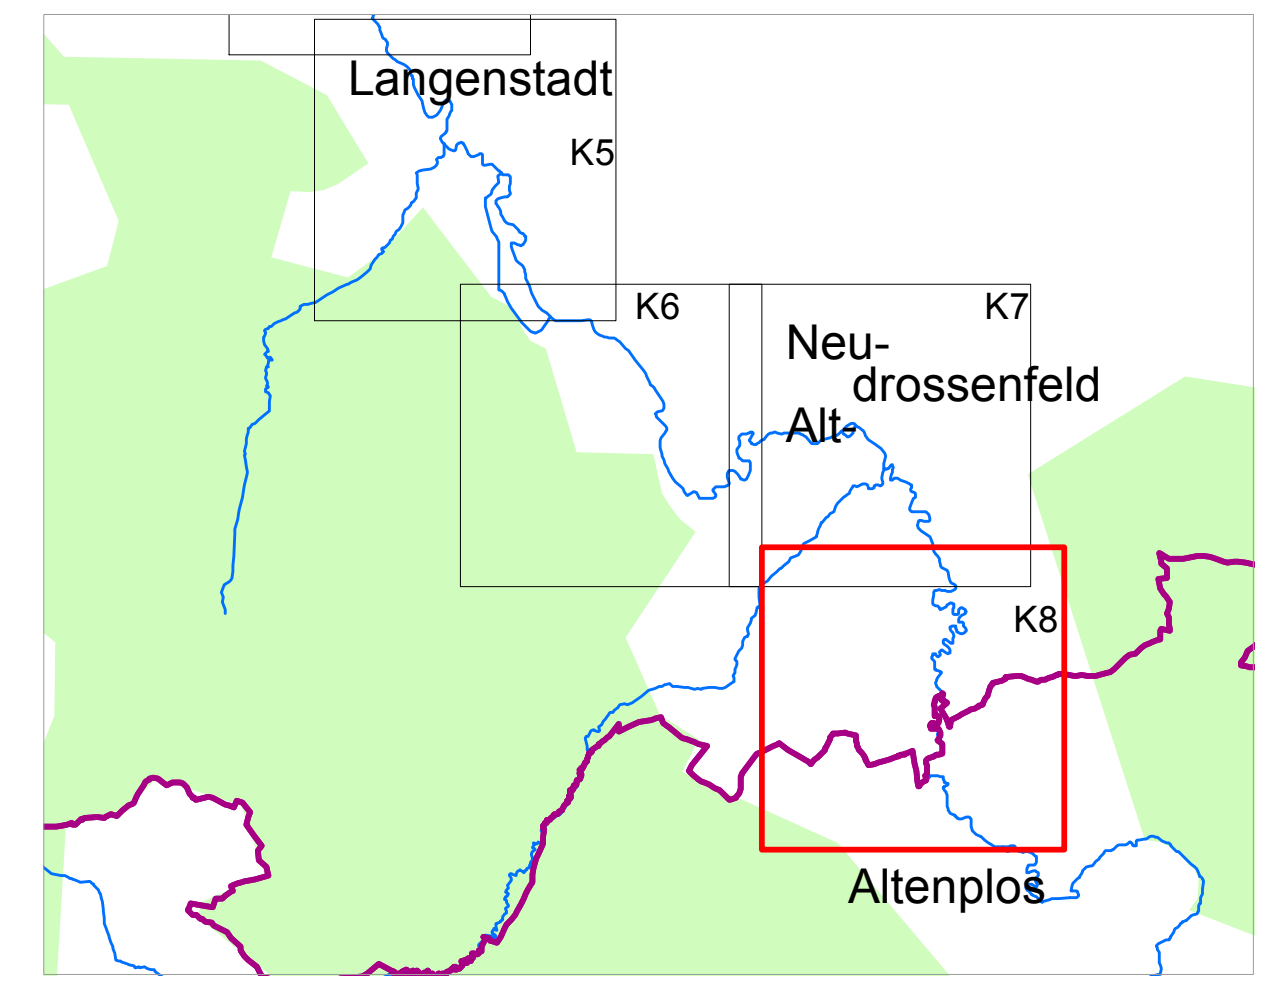 Langenstadt
K5
K6
K7
Neu-
drossenfeld
Alt-
K8
Altenplos